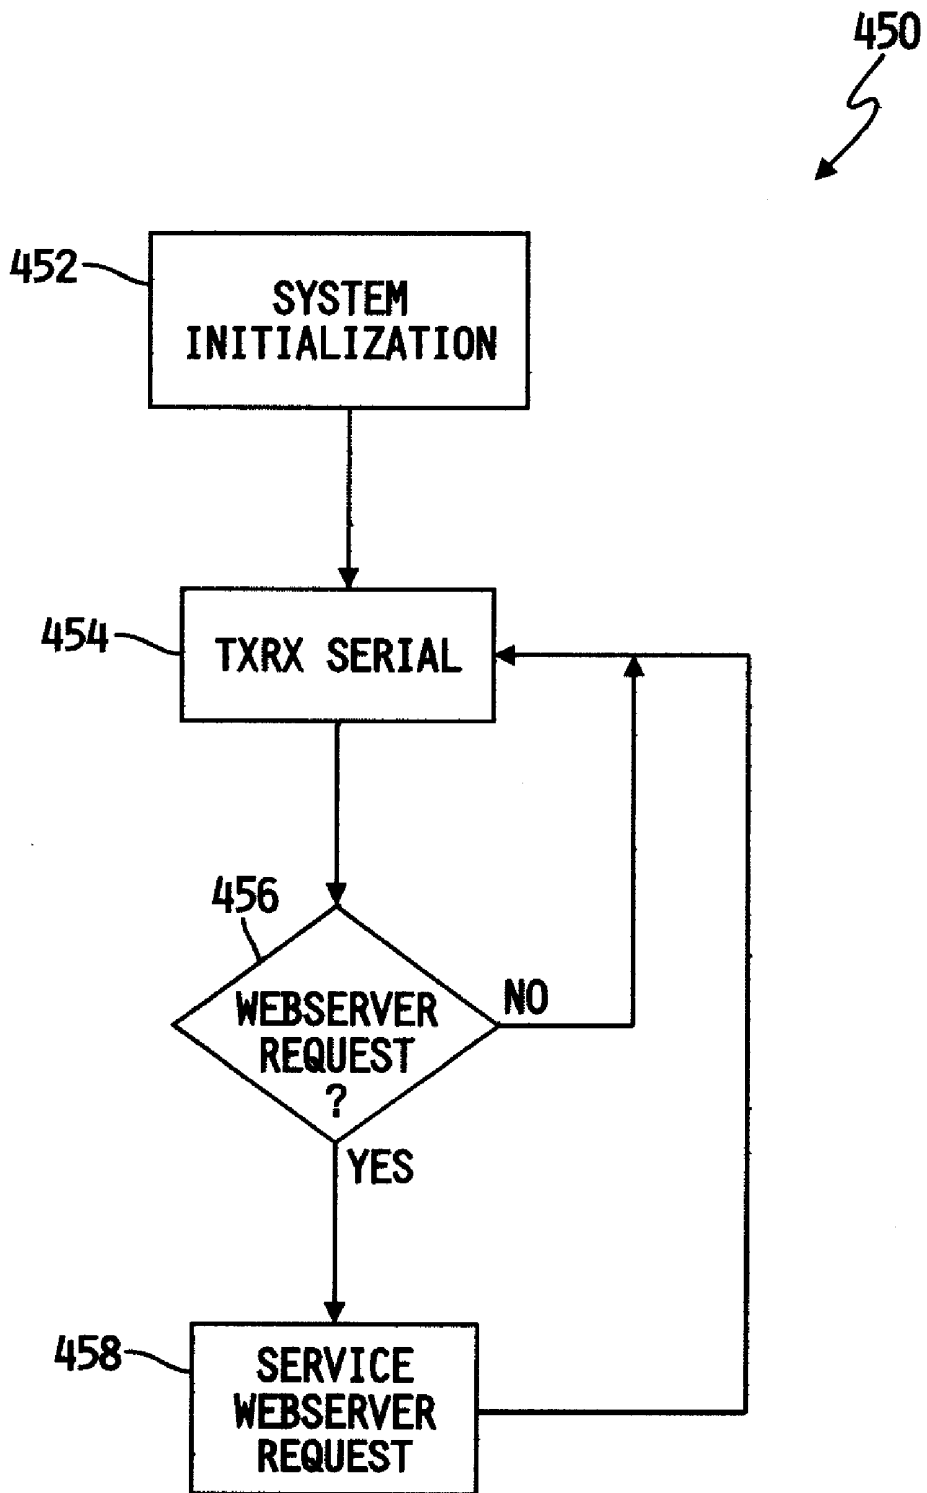 450
452
SYSTEM
INITIALIZATION
454
TXRX SERIAL
456
WEBSERVER
REQUEST
?
NO
YES
458
SERVICE
WEBSERVER
REQUEST